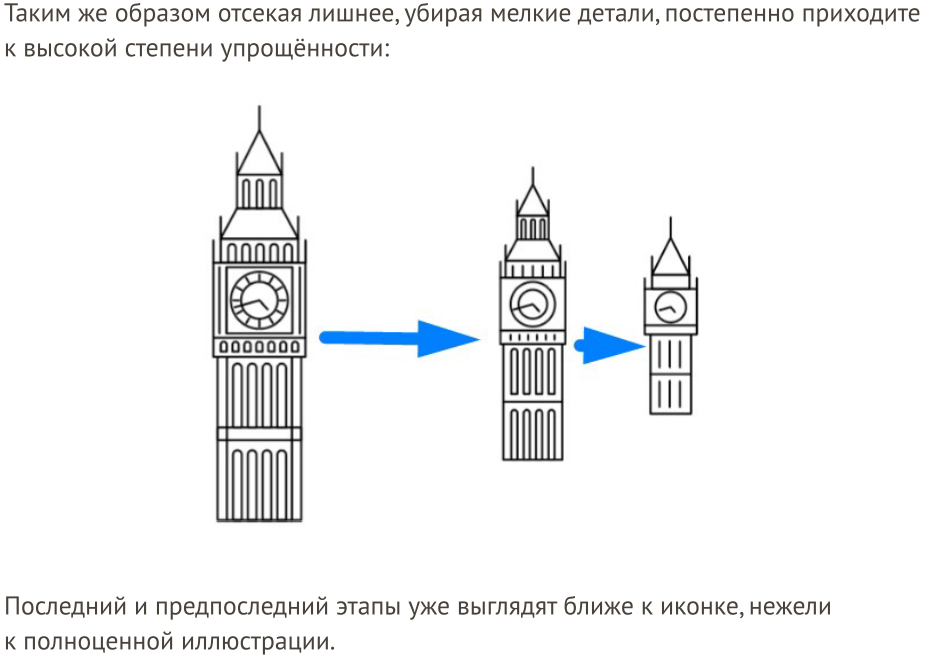 Таким же образом отсекая лишнее, убирая мелкие детали, постепенно приходите
к высокой степени упрощённости:
Последний и предпоследний этапы уже выглядят ближе к иконке, нежели
к полноценной иллюстрации.